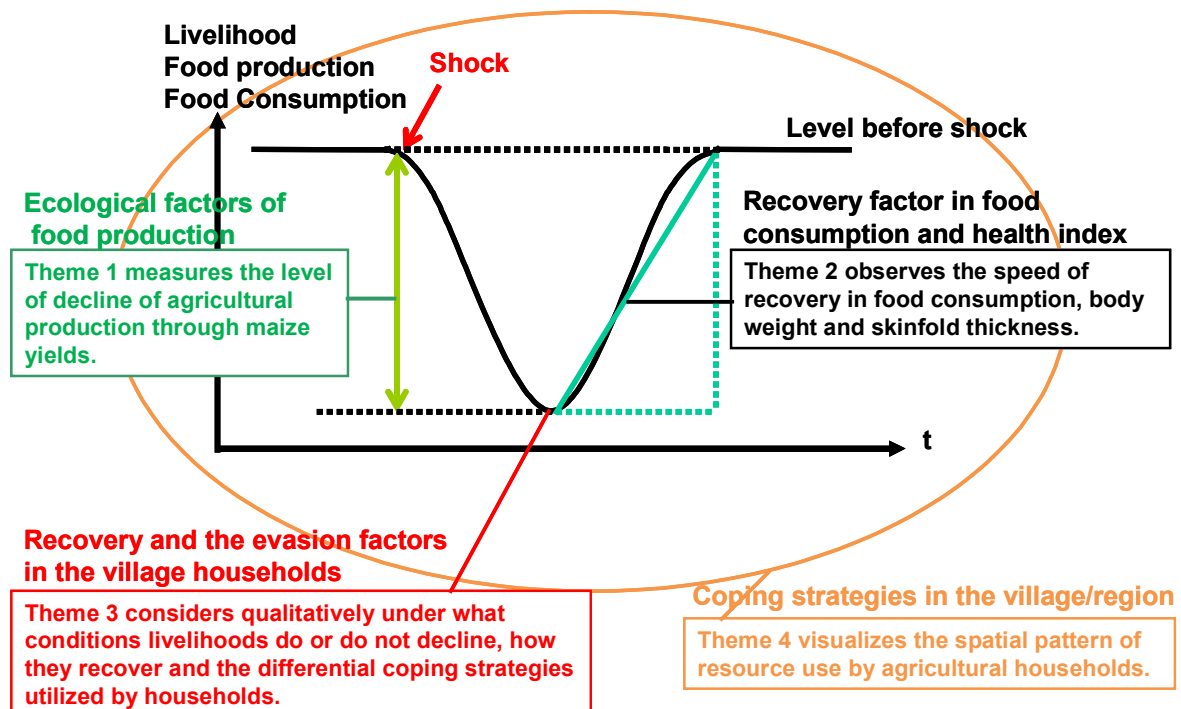 Livelihood
Food production
Food Consumption
Shock
Level before shock
Ecological factors of
food production
Theme 1 measures the level
of decline of agricultural
production through maize
yields.
Recovery factor in food
consumption and health index
Theme 2 observes the speed of
recovery in food consumption, body
weight and skinfold thickness.
t
Recovery and the evasion factors
in the village households
Theme 3 considers qualitatively under what
conditions livelihoods do or do not decline, how
they recover and the differential coping strategies
utilized by households.
Coping strategies in the village/region
Theme 4 visualizes the spatial pattern of
resource use by agricultural households.